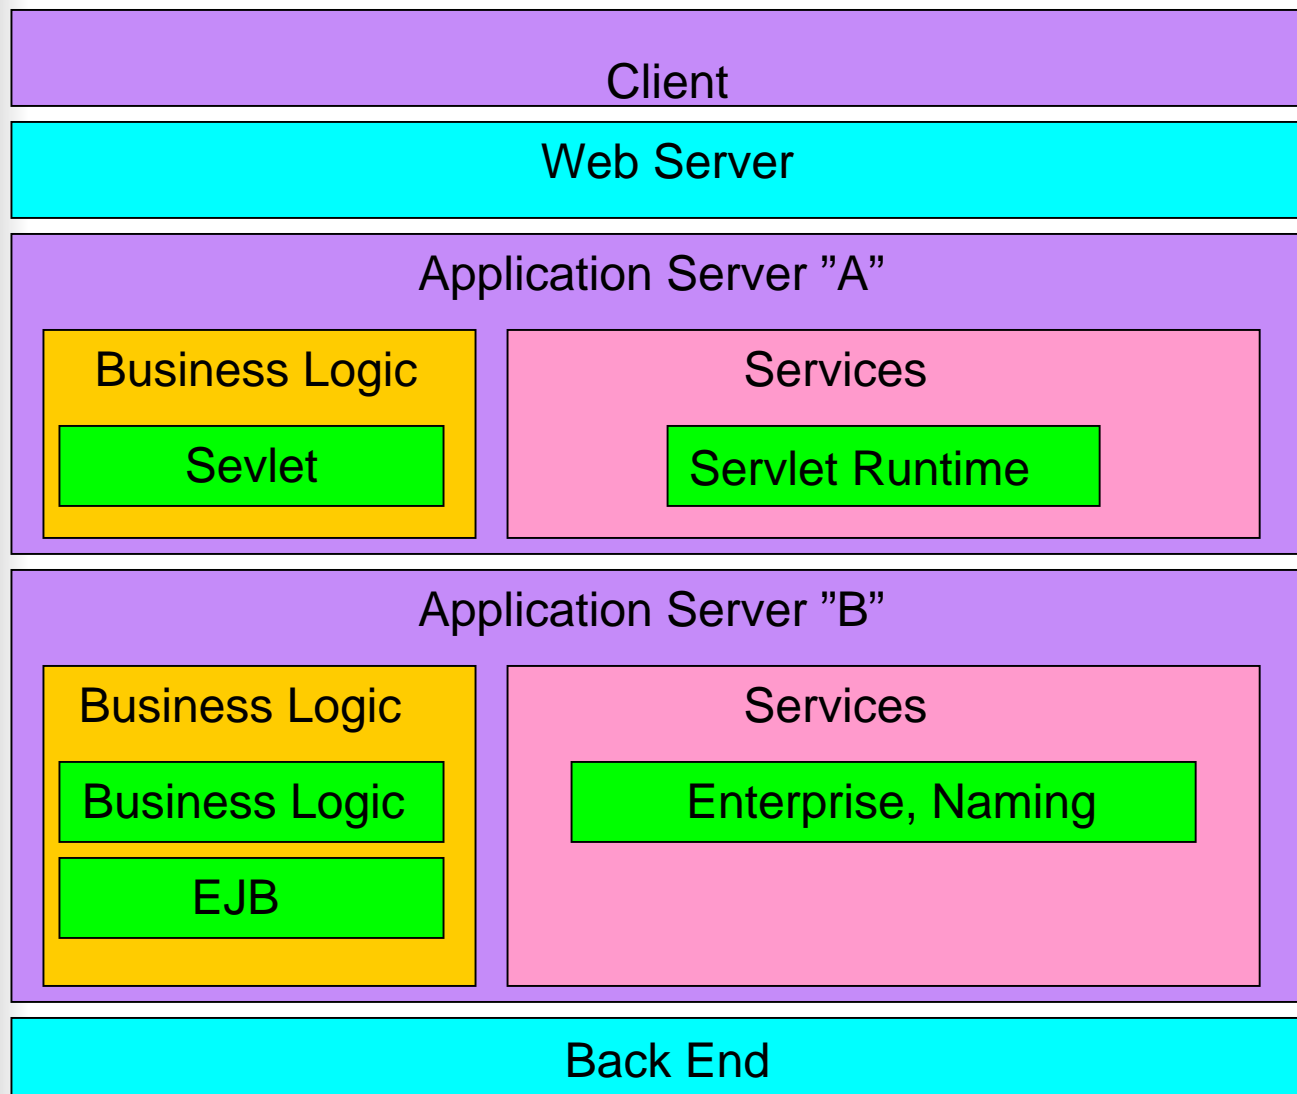 Client
Web Server
Application Server ”A”
Business Logic
Services
Sevlet
Servlet Runtime
Application Server ”B”
Business Logic
Services
Business Logic
Enterprise, Naming
EJB
Back End